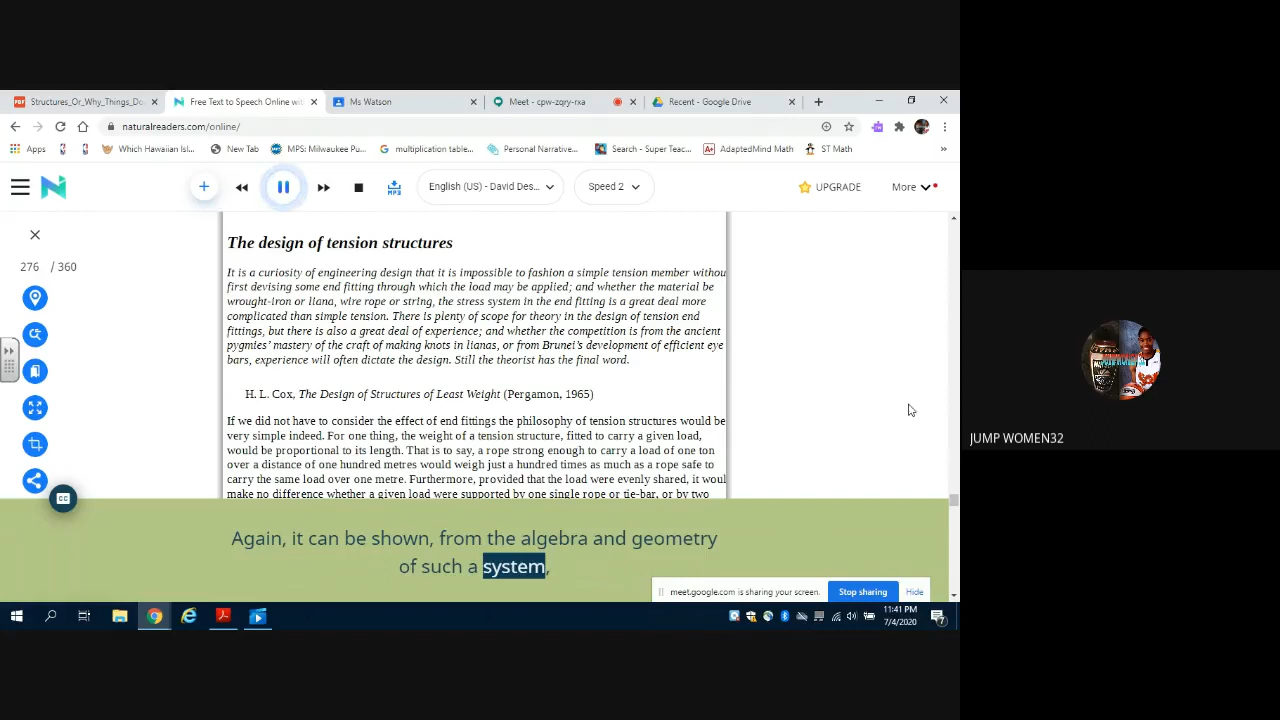 Structures_Or_Why_Things_Do
Free Text to Speech Online wit
Ms Watson
Meet - cpw-zqry-rxa
Recent - Google Drive
naturalreaders.com/online/
Apps
Which Hawaiian Isl...
New Tab
MPS: Milwaukee Pu...
multiplication table...
Personal Narrative...
Search - Super Teac...
AdaptedMind Math
ST Math
»
MP3
English (US) - David Des...
Speed 2
UPGRADE
More
276 / 360
The design of tension structures
It is a curiosity of engineering design that it is impossible to fashion a simple tension member withou
first devising some end fitting through which the load may be applied; and whether the material be
wrought-iron or liana, wire rope or string, the stress system in the end fitting is a great deal more
complicated than simple tension. There is plenty of scope for theory in the design of tension end
fittings, but there is also a great deal of experience; and whether the competition is from the ancient
pygmies' mastery of the craft of making knots in lianas, or from Brunel's development of efficient eye
bars, experience will often dictate the design. Still the theorist has the final word.
H. L. Cox, The Design of Structures of Least Weight (Pergamon, 1965)
If we did not have to consider the effect of end fittings the philosophy of tension structures would be
very simple indeed. For one thing, the weight of a tension structure, fitted to carry a given load,
would be proportional to its length. That is to say, a rope strong enough to carry a load of one ton
over a distance of one hundred metres would weigh just a hundred times as much as a rope safe to
carry the same load over one metre. Furthermore, provided that the load were evenly shared, it woul
make no difference whether a given load were supported by one single rope or tie-bar, or by two
CC
Again, it can be shown, from the algebra and geometry
of such a system,
meet.google.com is sharing your screen.
Stop sharing
Hide
11:41 PM
7/4/2020
7
JUMP WOMEN32